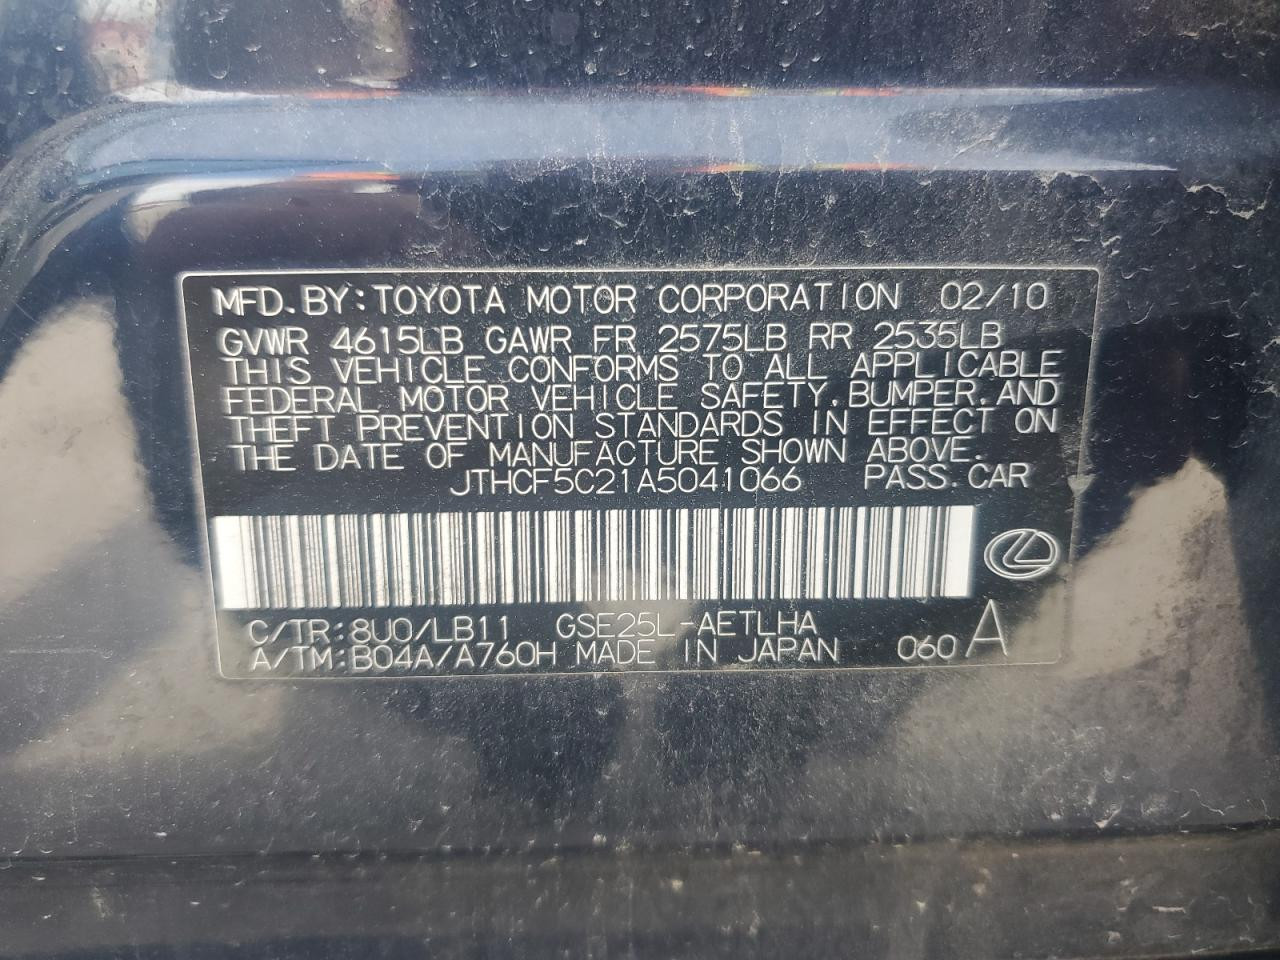 MFD. BY: TOYOTA MOTOR CORPORATION 02/10
GVWR 4615LB GAWR FR 2575LB RR 2535LB
THIS VEHICLE CONFORMS TO ALL APPLICABLE
FEDERAL MOTOR VEHICLE SAFETY, BUMPER, AND
THEFT PREVENTION STANDARDS IN EFFECT ON
THE DATE OF MANUFACTURE SHOWN ABOVE.
JTHCF5C21A5041066 PASS. CAR
C/TR: 8U0/LB11 GSE25L-AETLHA
A/TM: B04A/A760H MADE IN JAPAN 060 A